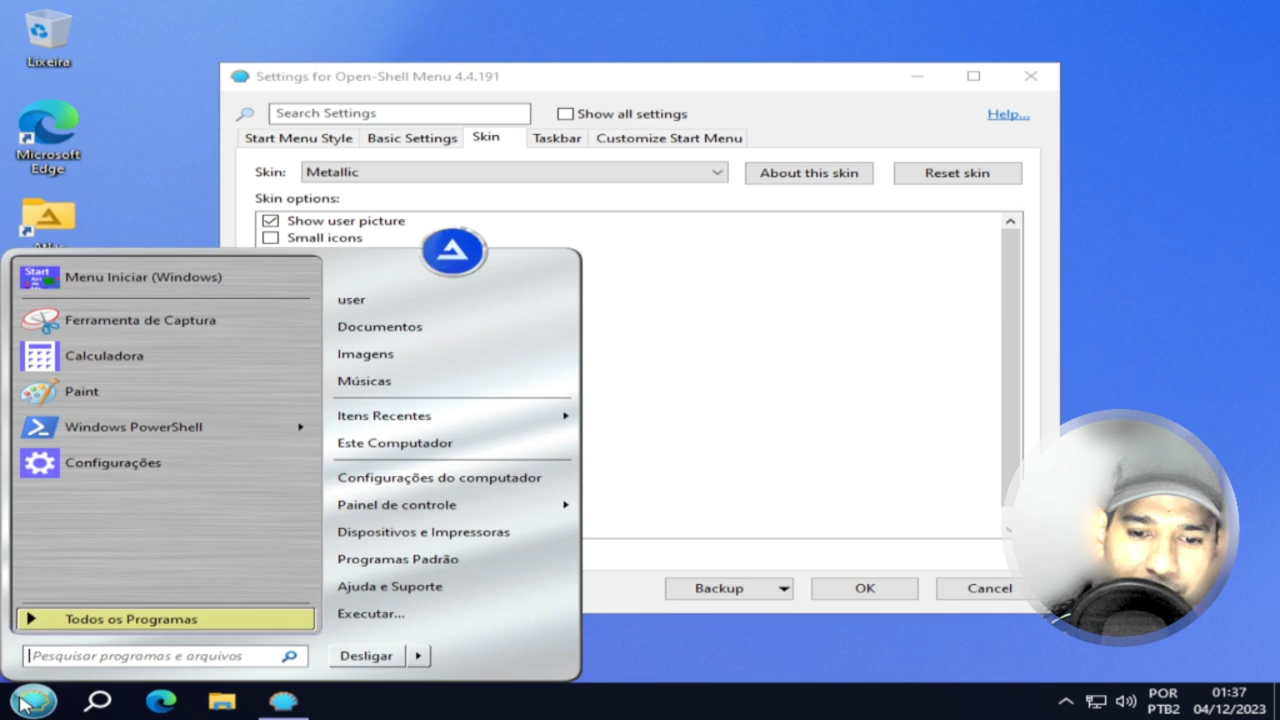 Lixeira
Microsoft
Edge
Settings for Open-Shell Menu 4.4.191
Search Settings
Show all settings
Help...
Start Menu Style
Basic Settings
Skin
Taskbar
Customize Start Menu
Skin:
Metallic
About this skin
Reset skin
Skin options:
Show user picture
Small icons
Backup
OK
Cancel
Start
Menu Iniciar (Windows)
Ferramenta de Captura
Calculadora
Paint
Windows PowerShell
Configurações
Todos os Programas
Pesquisar programas e arquivos
user
Documentos
Imagens
Músicas
Itens Recentes
Este Computador
Configurações do computador
Painel de controle
Dispositivos e Impressoras
Programas Padrão
Ajuda e Suporte
Executar...
Desligar
POR
PTB2
01:37
04/12/2023